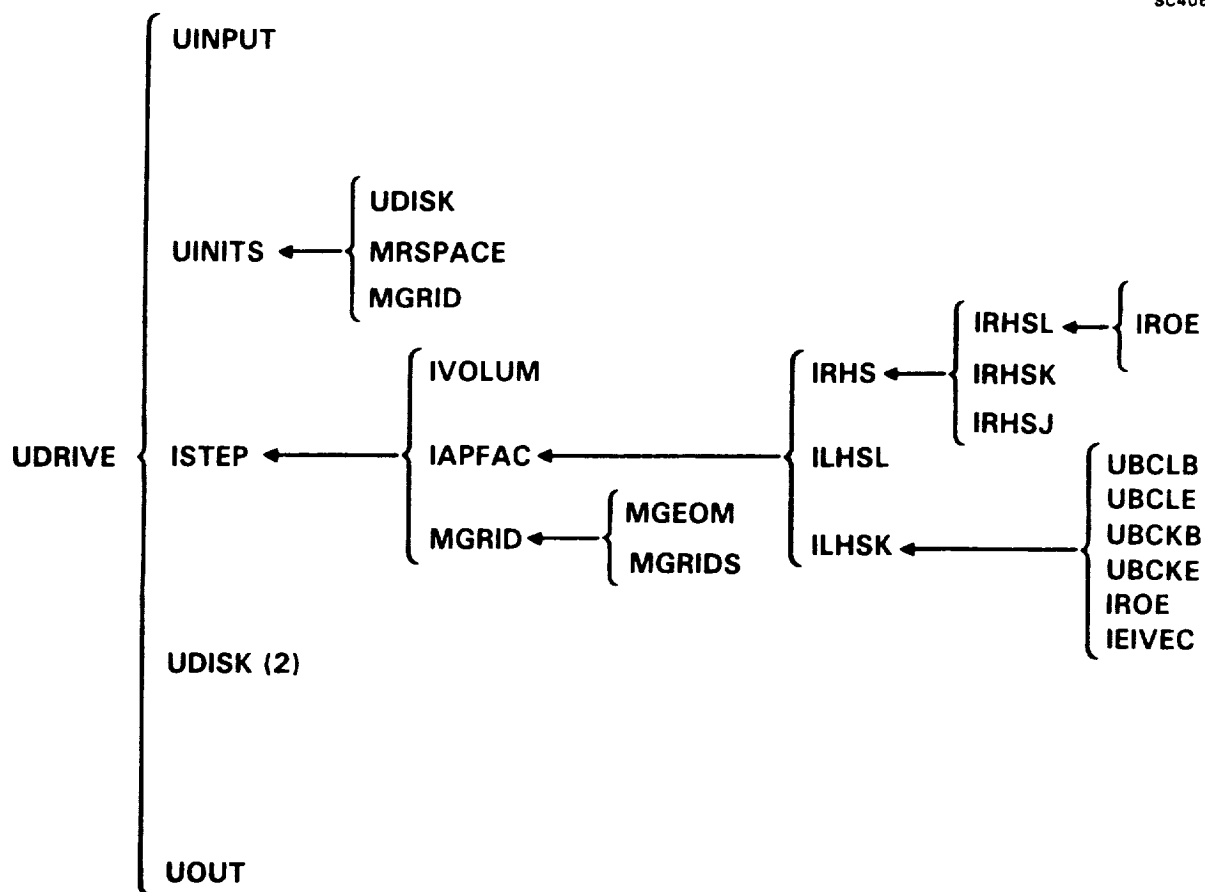 UINPUT
UDISK
UINITS
MRSPACE
MGRID
IRHSL
IROE
IVOLUM
IRHS
IRHSK
IRHSJ
UDRIVE
ISTEP
IAPFAC
ILHSL
UBCLB
UBCLE
MGEOM
MGRID
UBCKB
ILHSK
MGRIDS
UBCKE
IROE
IEIVEC
UDISK (2)
UOUT